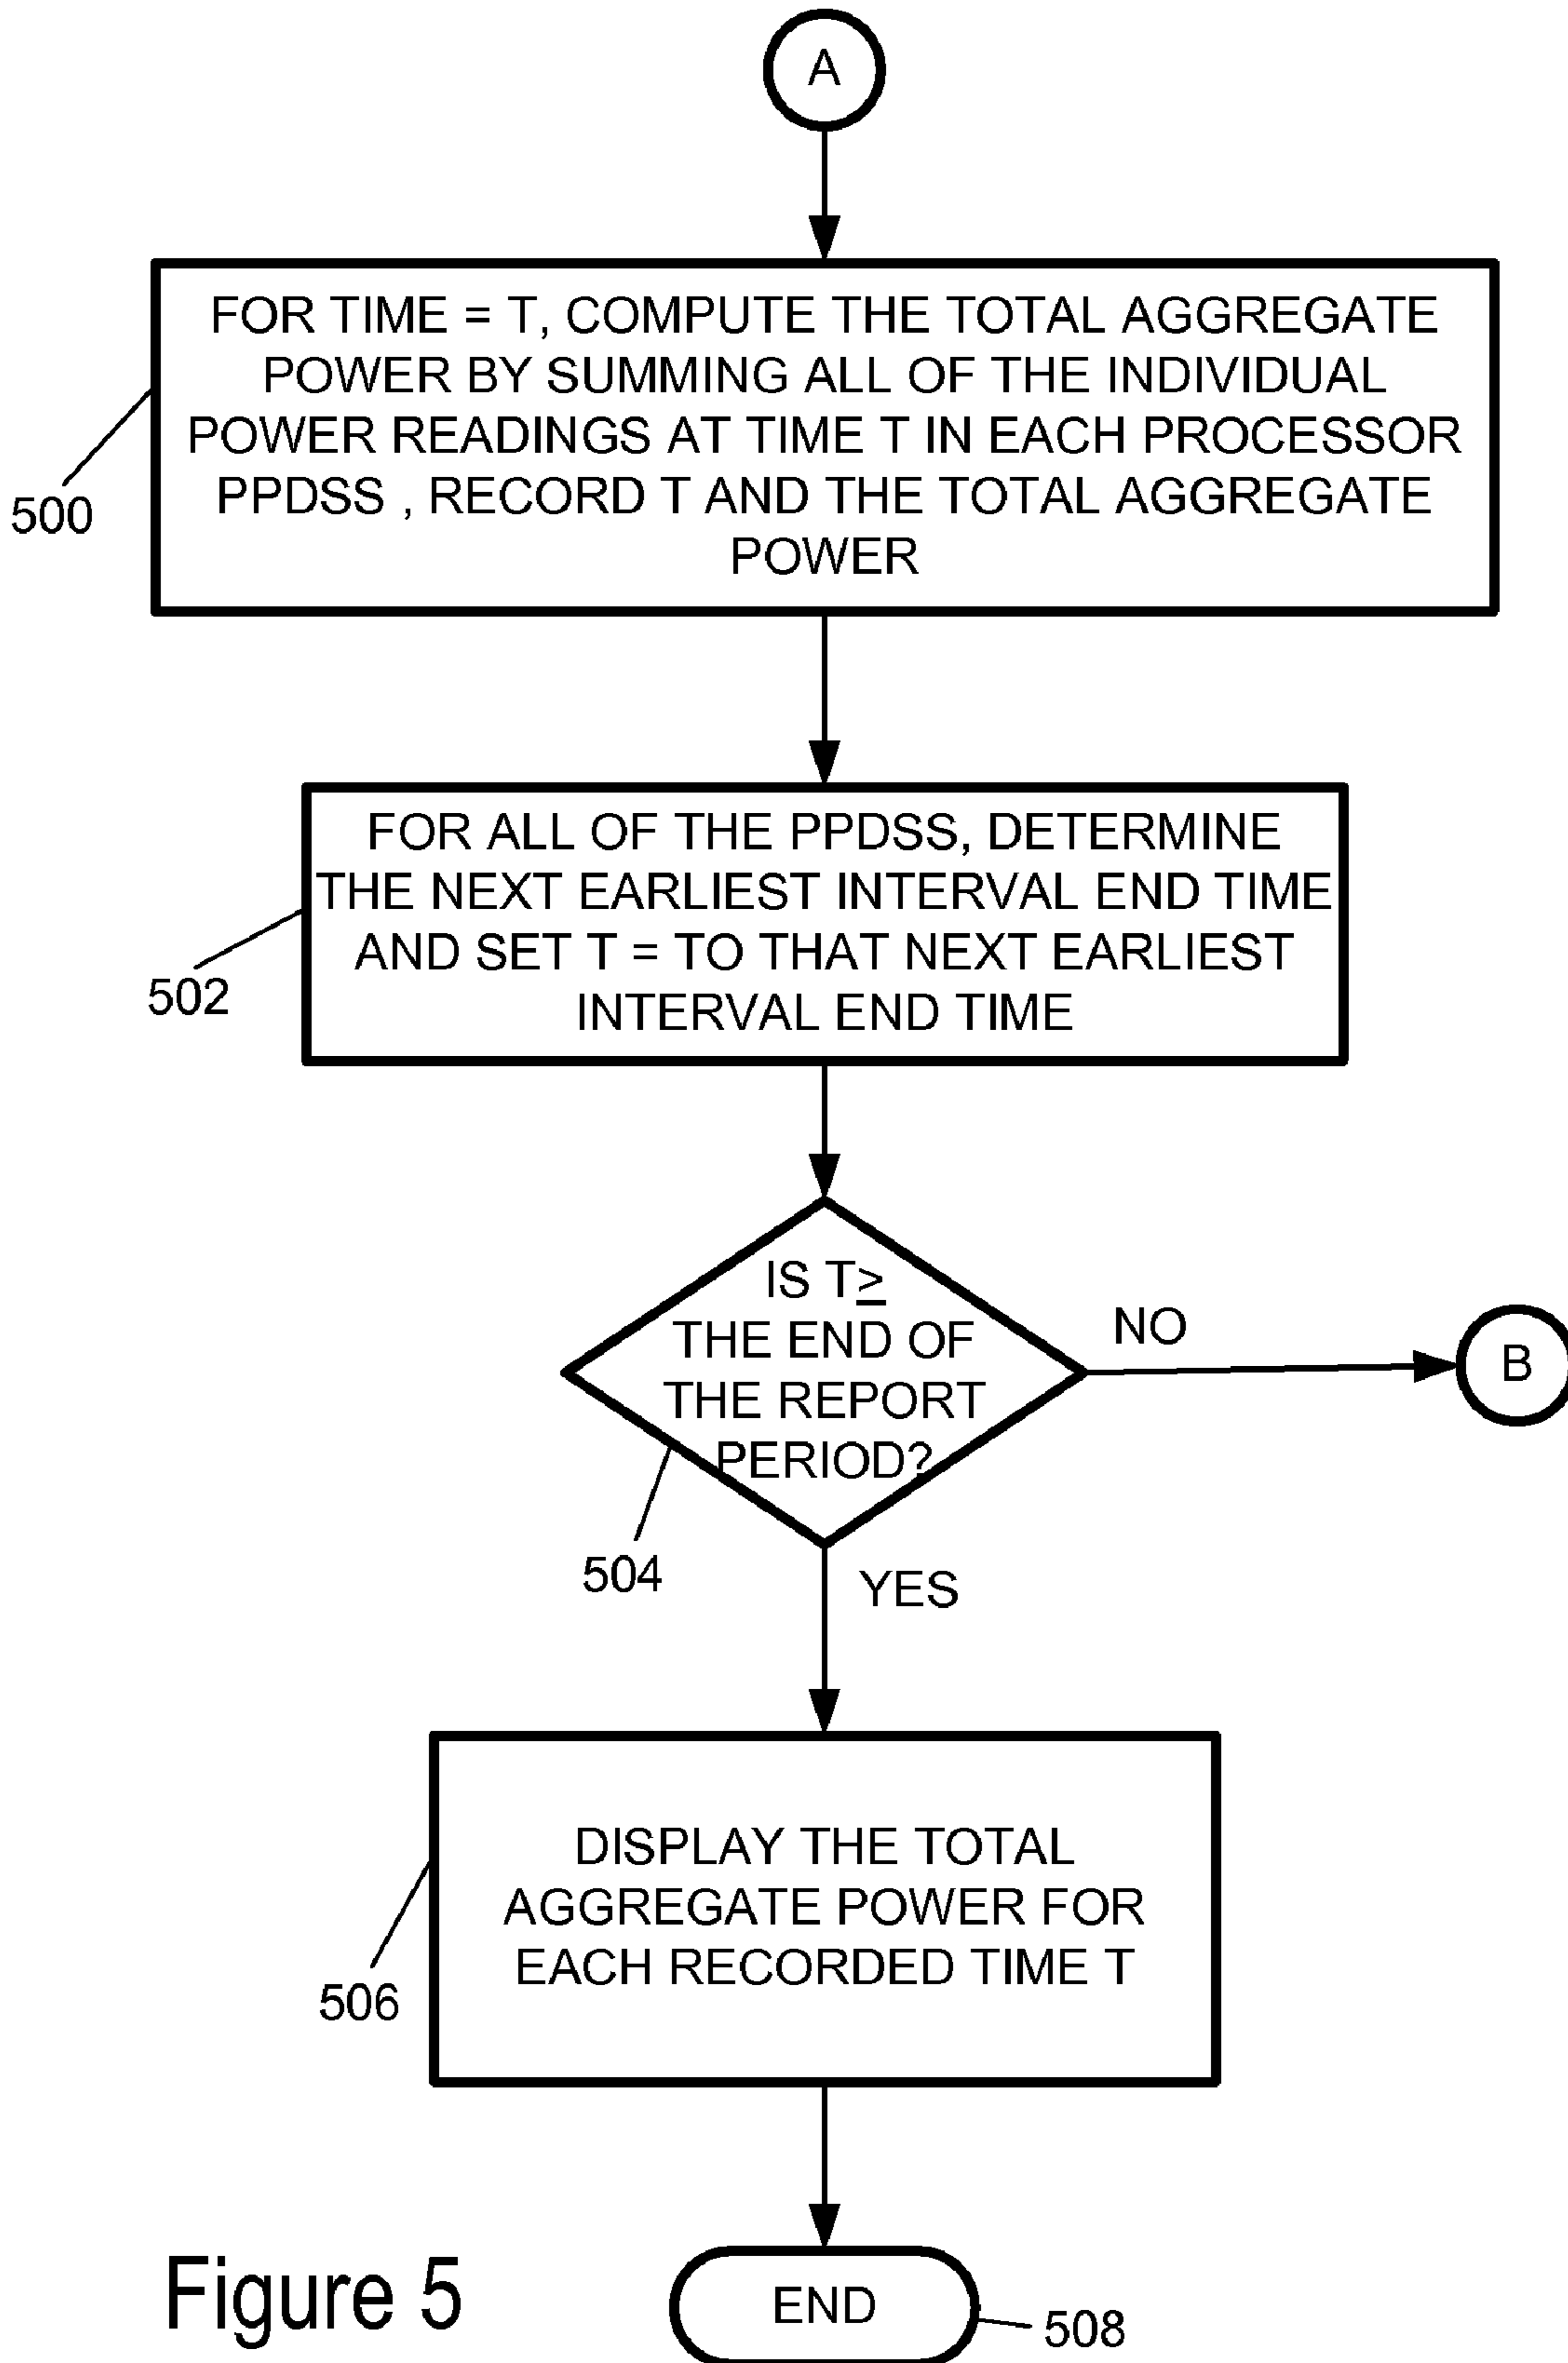 A
FOR TIME = T, COMPUTE THE TOTAL AGGREGATE
POWER BY SUMMING ALL OF THE INDIVIDUAL
POWER READINGS AT TIME T IN EACH PROCESSOR
PPDSS , RECORD T AND THE TOTAL AGGREGATE
POWER
500
FOR ALL OF THE PPDSS, DETERMINE
THE NEXT EARLIEST INTERVAL END TIME
AND SET T = TO THAT NEXT EARLIEST
INTERVAL END TIME
502
IS T≥
THE END OF
THE REPORT
PERIOD?
NO
B
504
YES
DISPLAY THE TOTAL
AGGREGATE POWER FOR
EACH RECORDED TIME T
506
END
508
Figure 5